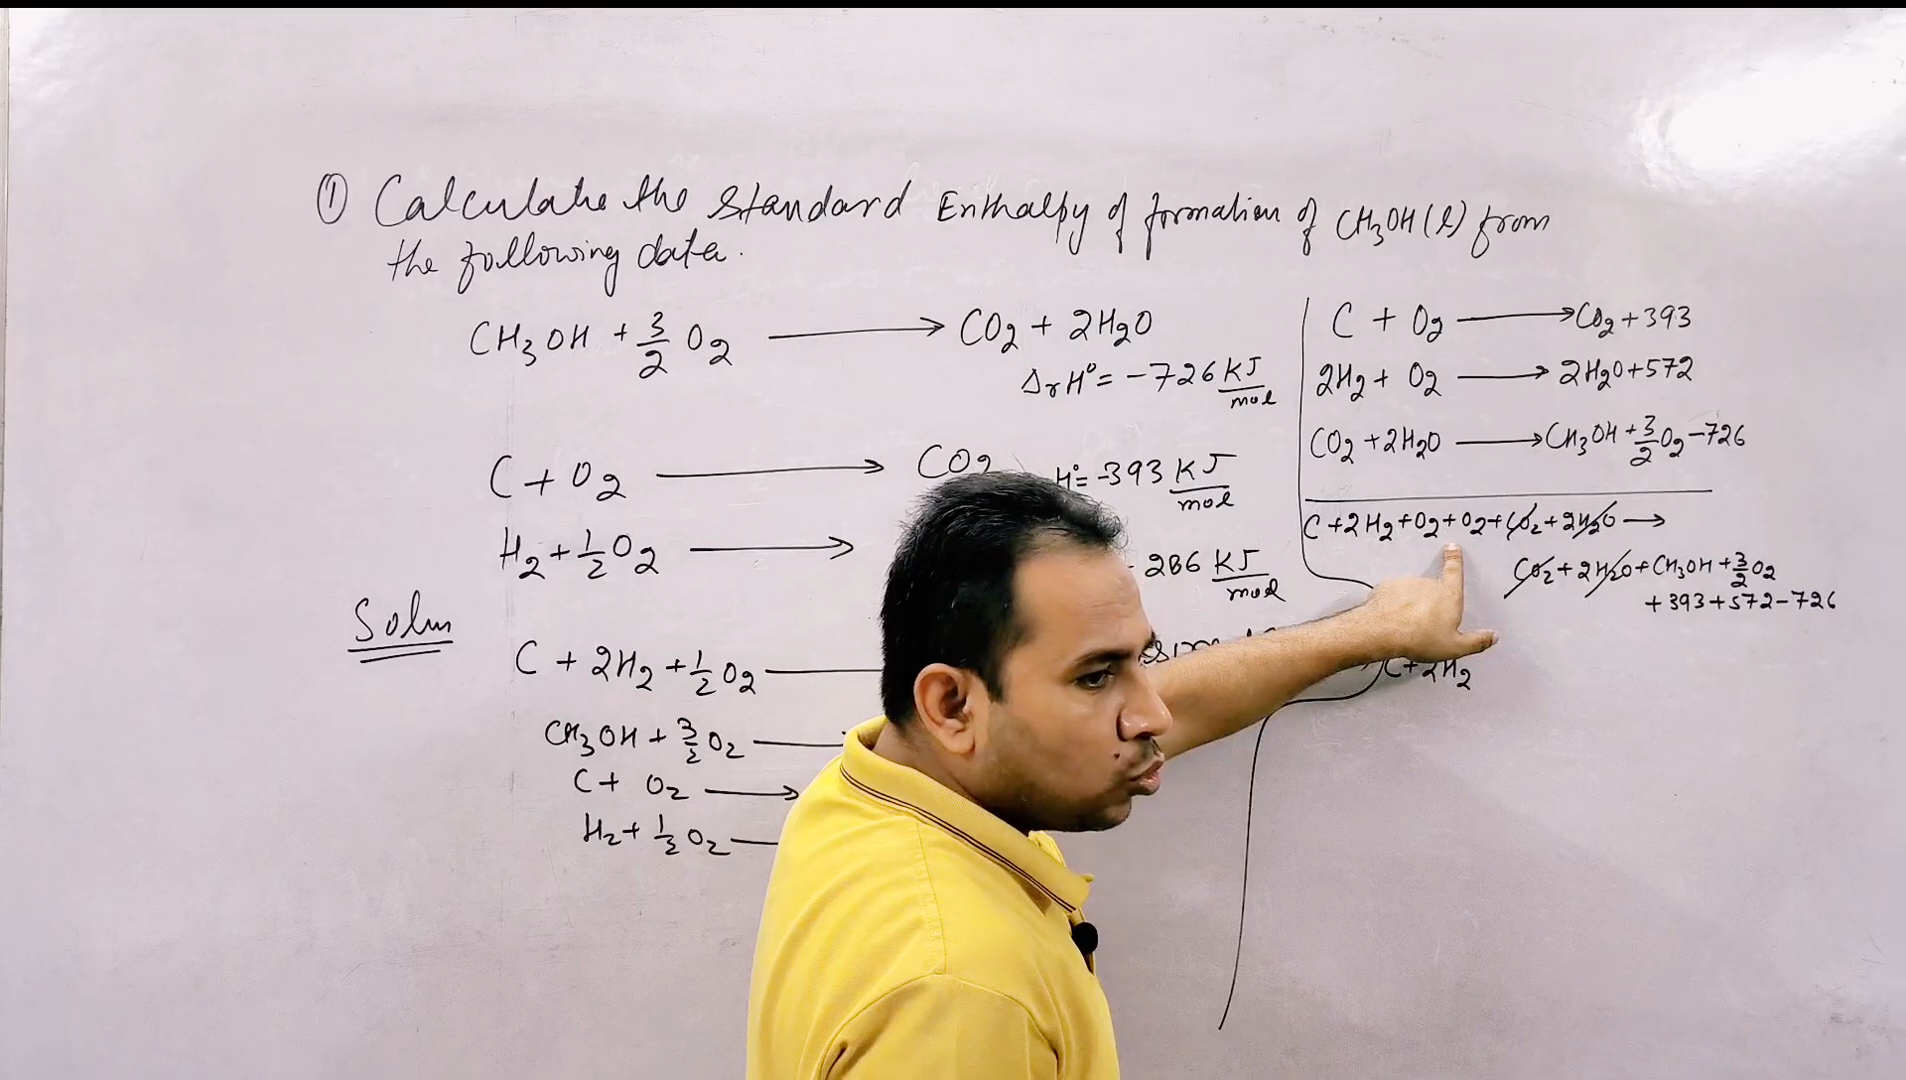 ① Calculate the standard Enthalpy of formation of CH₃OH(l) from
the following data.
CH₃OH + 3/2 O₂ ⟶ CO₂ + 2H₂O
ΔrH° = -726 KJ/mol
C + O₂ ⟶ CO₂ H° = -393 KJ/mol
H₂ + 1/2 O₂ ⟶ - 286 KJ/mol
Soln
C + 2H₂ + 1/2 O₂
CH₃OH + 3/2 O₂
C + O₂ ⟶
H₂ + 1/2 O₂
C + O₂ ⟶ CO₂ + 393
2H₂ + O₂ ⟶ 2H₂O + 572
CO₂ + 2H₂O ⟶ CH₃OH + 3/2 O₂ - 726
C + 2H₂ + O₂ + O₂ + CO₂ + 2H₂O ⟶
CO₂ + 2H₂O + CH₃OH + 3/2 O₂
+ 393 + 572 - 726
C + 2H₂